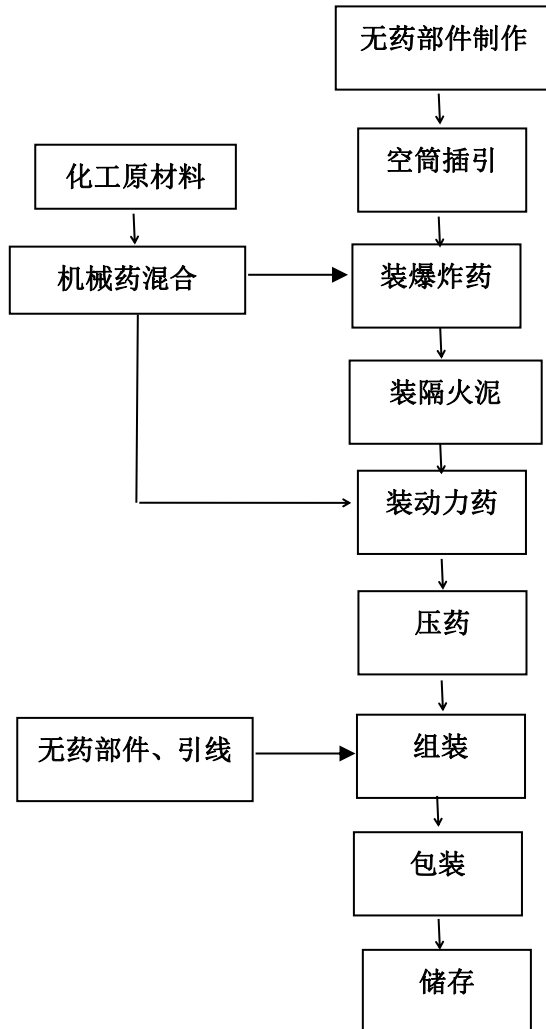 无药部件制作
空筒插引
化工原材料
机械药混合
装爆炸药
装隔火泥
装动力药
压药
无药部件、引线
组装
包装
储存